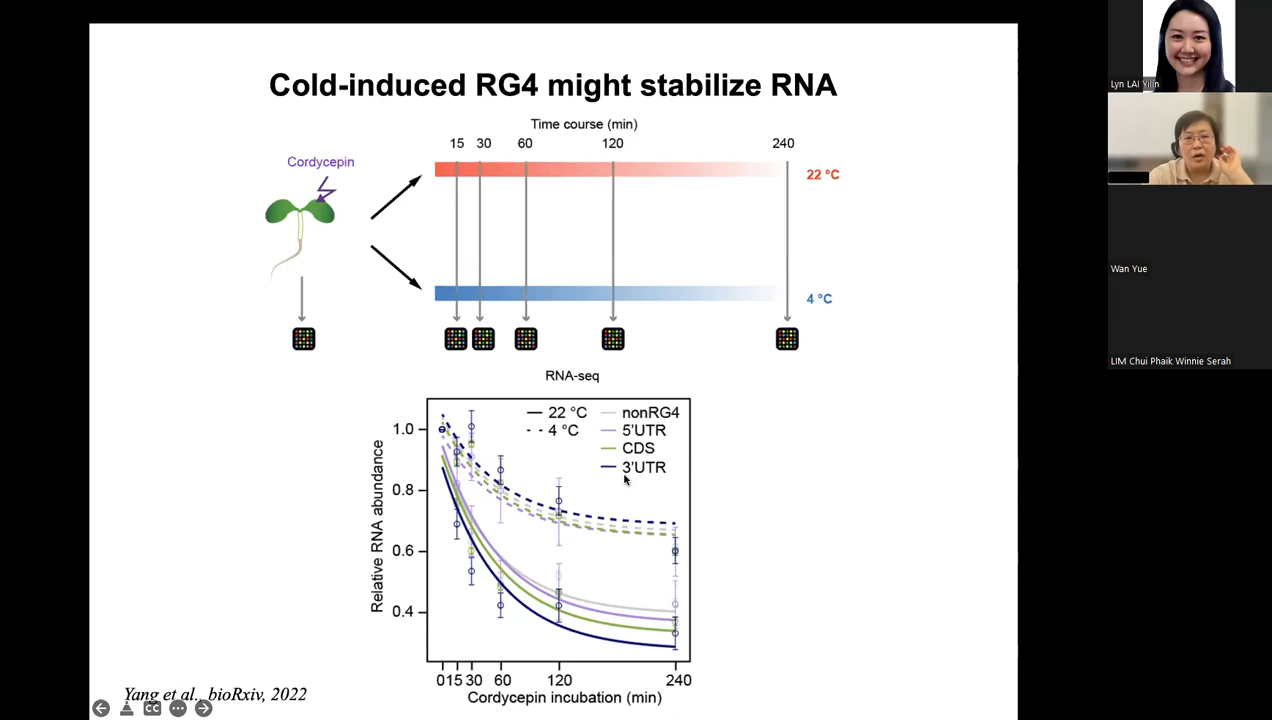 Cold-induced RG4 might stabilize RNA
Time course (min)
15 30 60 120 240
Cordycepin
22 °C
4 °C
RNA-seq
22 °C
4 °C
nonRG4
5'UTR
CDS
3'UTR
Relative RNA abundance
1.0
0.8
0.6
0.4
0 15 30 60 120 240
Cordycepin incubation (min)
Yang et al., bioRxiv, 2022
CC
Lyn LAI Yilin
Wan Yue
LIM Chui Phaik Winnie Serah